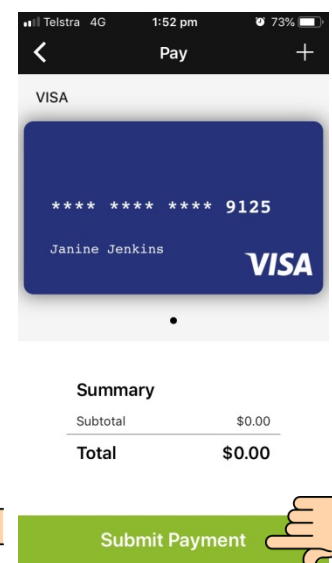 Telstra 4G 1:52 pm 73%
Pay
VISA
**** **** **** 9125
Janine Jenkins
VISA
Summary
Subtotal $0.00
Total $0.00
Submit Payment